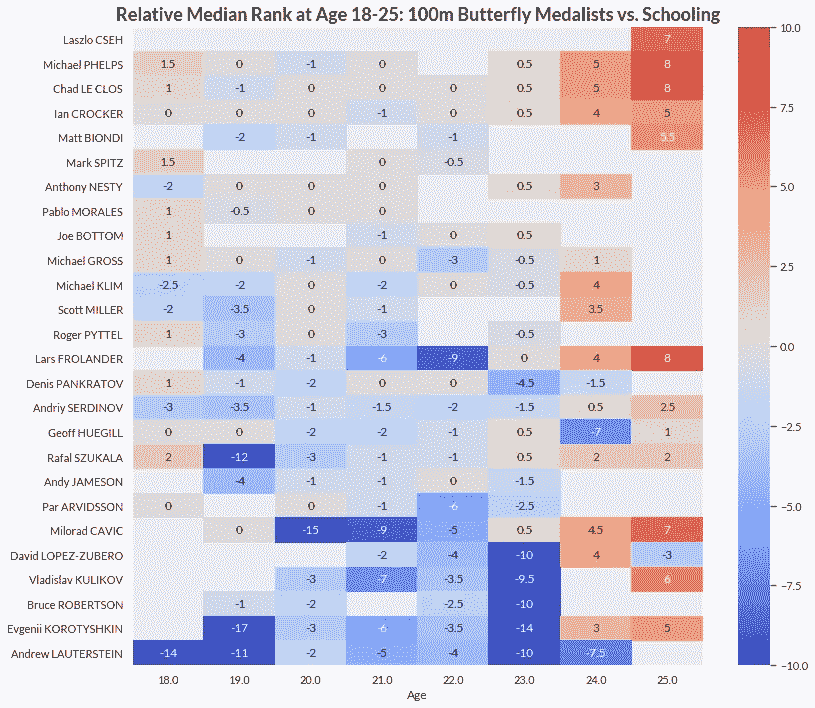 Relative Median Rank at Age 18-25: 100m Butterfly Medalists vs. Schooling
Laszlo CSEH 7
Michael PHELPS 1.5 0 -1 0 0.5 5 8
Chad LE CLOS 1 -1 0 0 0 0.5 5 8
Ian CROCKER 0 0 0 -1 0 0.5 4 5
Matt BIONDI -2 -1 -1 5.5
Mark SPITZ 1.5 0 -0.5
Anthony NESTY -2 0 0 0 0.5 3
Pablo MORALES 1 -0.5 0 0
Joe BOTTOM 1 -1 0 0.5
Michael GROSS 1 0 -1 0 -3 -0.5 1
Michael KLIM -2.5 -2 0 -2 0 -0.5 4
Scott MILLER -2 -3.5 0 -1 3.5
Roger PYTTEL 1 -3 0 -3 -0.5
Lars FROLANDER -4 -1 -6 -9 0 4 8
Denis PANKRATOV 1 -1 -2 0 0 -4.5 -1.5
Andriy SERDINOV -3 -3.5 -1 -1.5 -2 -1.5 0.5 2.5
Geoff HUEGILL 0 0 -2 -2 -1 0.5 -7 1
Rafal SZUKALA 2 -12 -3 -1 -1 0.5 2 2
Andy JAMESON -4 -1 -1 0 -1.5
Par ARVIDSSON 0 0 -1 -6 -2.5
Milorad CAVIC 0 -15 -9 -5 0.5 4.5 7
David LOPEZ-ZUBERO -2 -4 -10 4 -3
Vladislav KULIKOV -3 -7 -3.5 -9.5 6
Bruce ROBERTSON -1 -2 -2.5 -10
Evgenii KOROTYSHKIN -17 -3 -6 -3.5 -14 3 5
Andrew LAUTERSTEIN -14 -11 -2 -5 -4 -10 -7.5
18.0 19.0 20.0 21.0 22.0 23.0 24.0 25.0
Age
10.0
7.5
5.0
2.5
0.0
-2.5
-5.0
-7.5
-10.0